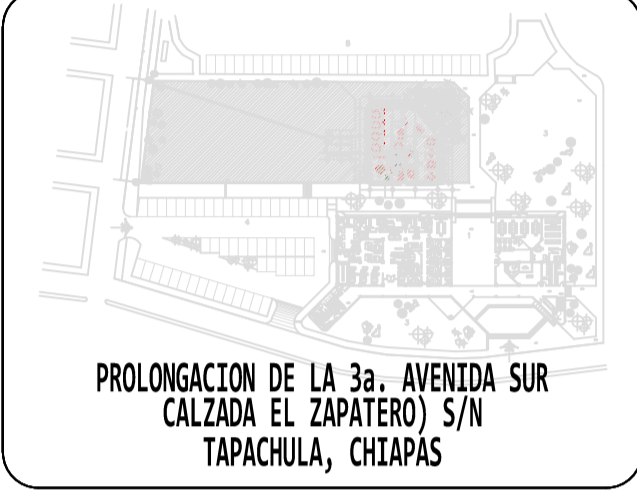 PROLONGACION DE LA 3a. AVENIDA SUR
CALZADA EL ZAPATERO) S/N
TAPACHULA, CHIAPAS